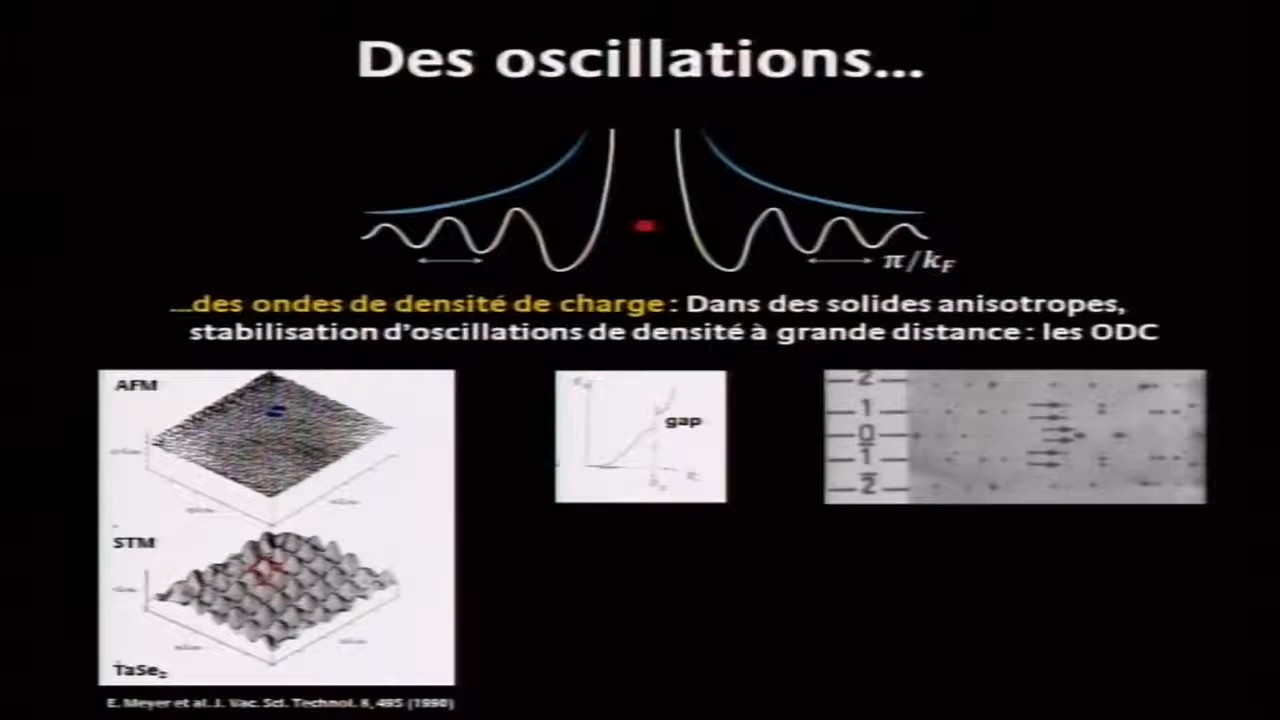 Des oscillations...
π/k_F
...des ondes de densité de charge : Dans des solides anisotropes,
stabilisation d'oscillations de densité à grande distance : les ODC
AFM
STM
TaSe₂
gap
2
1
0
1̅
2̅
E. Meyer et al. J. Vac. Sci. Technol. 8, 495 (1990)